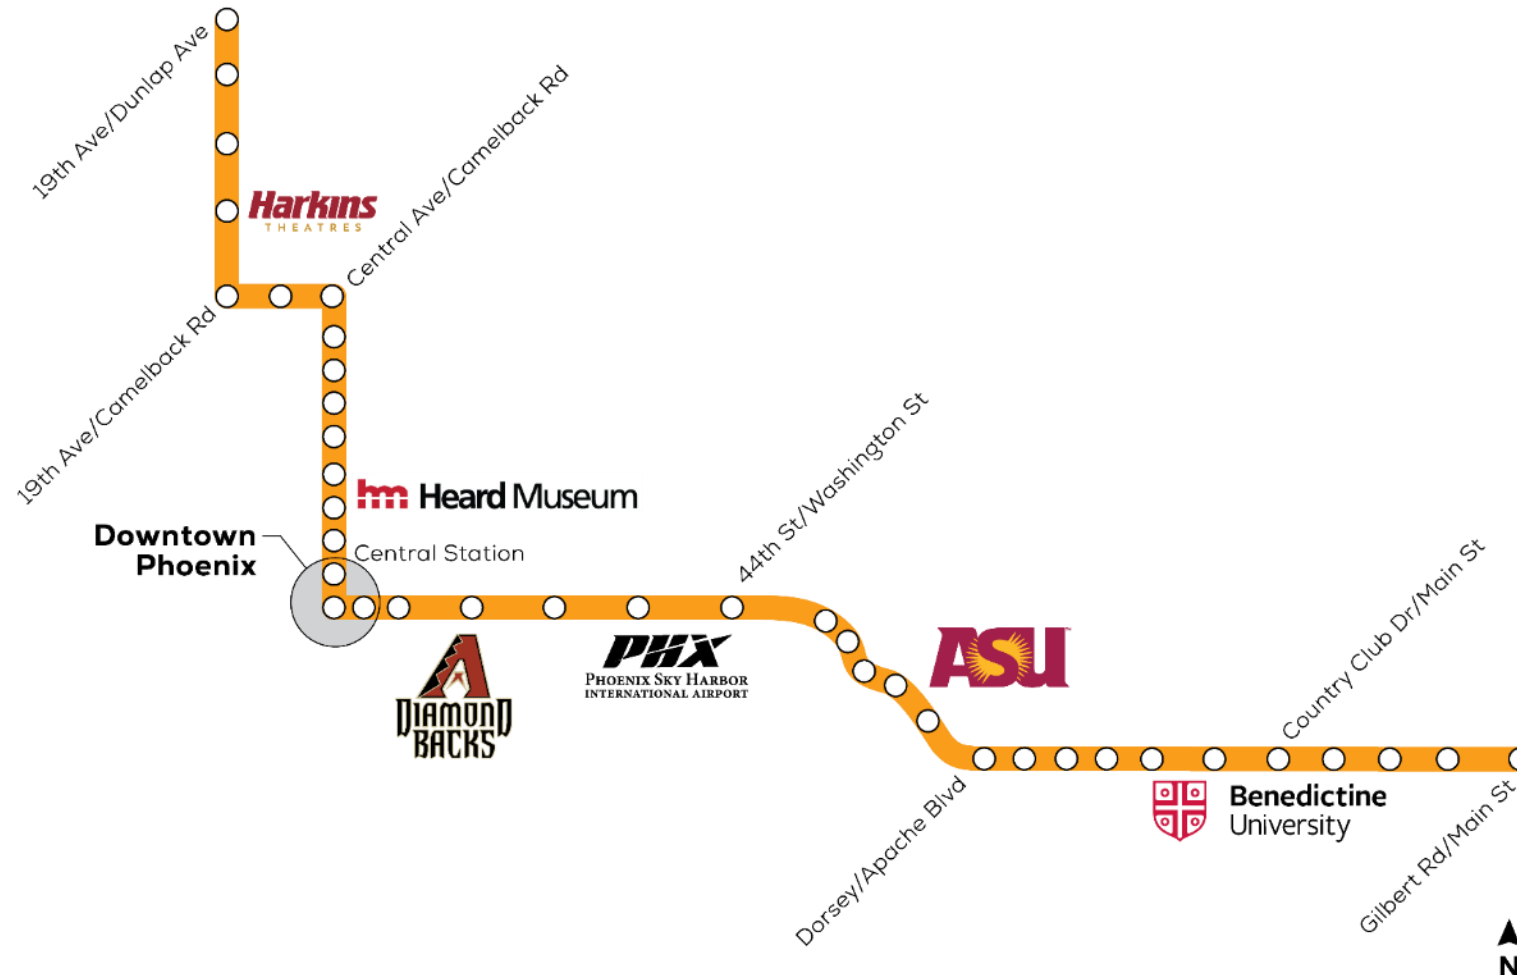 19th Ave/Dunlap Ave
Harkins
THEATRES
Central Ave/Camelback Rd
19th Ave/Camelback Rd
hm Heard Museum
Downtown
Phoenix
Central Station
44th St/Washington St
DIAMOND
BACKS
PHX
PHOENIX SKY HARBOR
INTERNATIONAL AIRPORT
ASU
Dorsey/Apache Blvd
Country Club Dr/Main St
Benedictine
University
Gilbert Rd/Main St
N